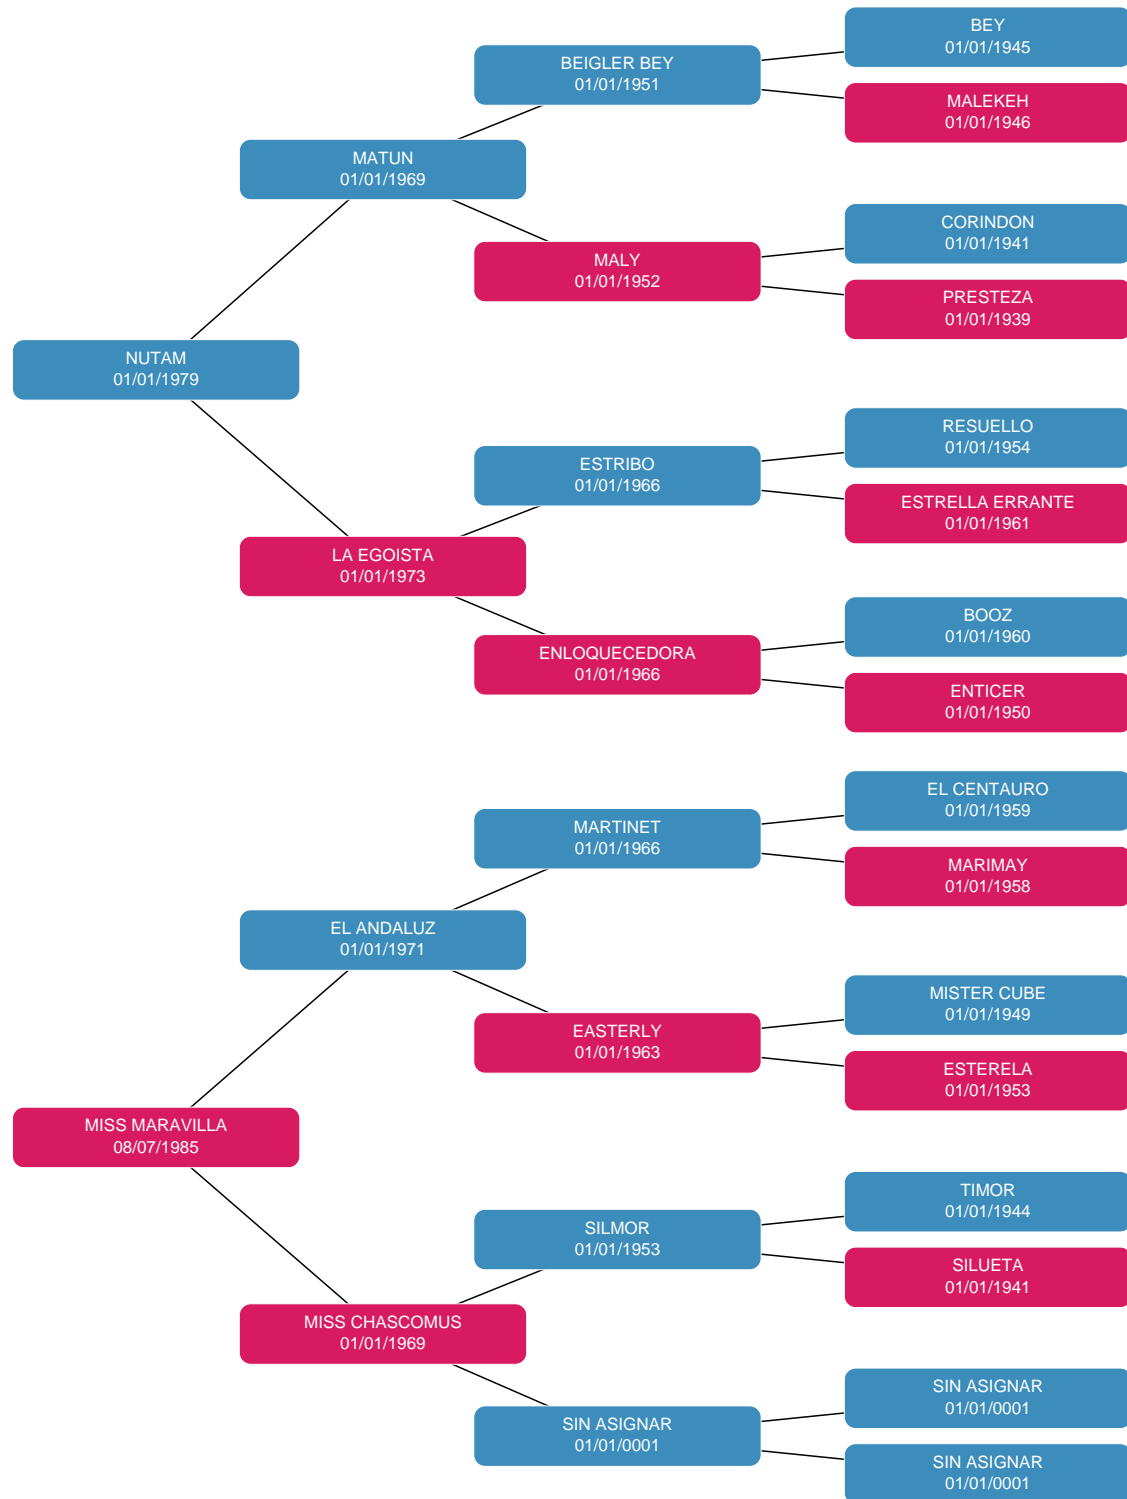 BEY
01/01/1945
BEIGLER BEY
01/01/1951
MALEKEH
01/01/1946
MATUN
01/01/1969
CORINDON
01/01/1941
MALY
01/01/1952
PRESTEZA
01/01/1939
NUTAM
01/01/1979
RESUELLO
01/01/1954
ESTRIBO
01/01/1966
ESTRELLA ERRANTE
01/01/1961
LA EGOISTA
01/01/1973
BOOZ
01/01/1960
ENLOQUECEDORA
01/01/1966
ENTICER
01/01/1950
EL CENTAURO
01/01/1959
MARTINET
01/01/1966
MARIMAY
01/01/1958
EL ANDALUZ
01/01/1971
MISTER CUBE
01/01/1949
EASTERLY
01/01/1963
ESTERELA
01/01/1953
MISS MARAVILLA
08/07/1985
TIMOR
01/01/1944
SILMOR
01/01/1953
SILUETA
01/01/1941
MISS CHASCOMUS
01/01/1969
SIN ASIGNAR
01/01/0001
SIN ASIGNAR
01/01/0001
SIN ASIGNAR
01/01/0001